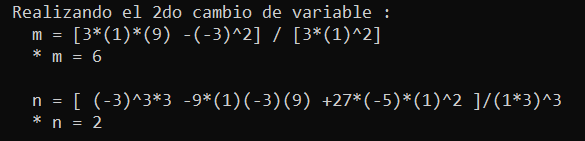 Realizando el 2do cambio de variable :
m = [3*(1)*(9) -(-3)^2] / [3*(1)^2]
* m = 6
n = [ (-3)^3*3 -9*(1)(-3)(9) +27*(-5)*(1)^2 ]/(1*3)^3
* n = 2